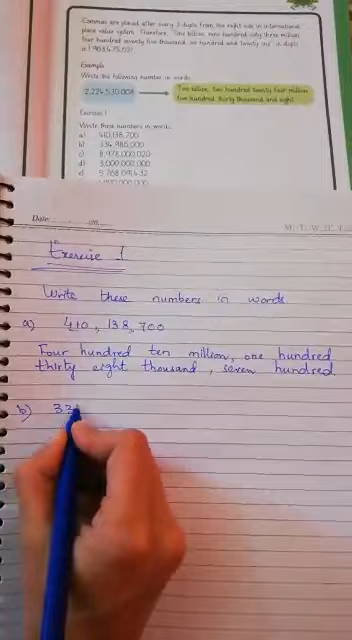 Commas are placed after every 3 digits from the right side in international
place value system. Therefore, "One billion, nine hundred sixty three million
four hundred seventy five thousand, six hundred and twenty one" in digits
is 1,963,475,621
Example
Write the following number in words.
2,224,530,008
Two billion, two hundred twenty four million
five hundred thirty thousand and eight
Exercise 1
Write these numbers in words.
a) 410,138,700
b) 334,986,000
c) 8,978,000,020
d) 3,000,000,000
e)
Date:
M T W
Exercise 1
Write these numbers in words
a) 410, 138, 700
Four hundred ten million, one hundred
thirty eight thousand, seven hundred.
b) 33